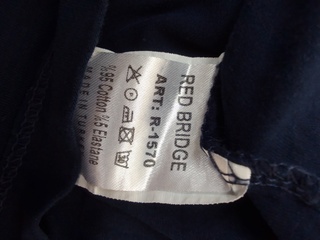 RED BRIDGE
ART: R-1570
%95 Cotton %5 Elastane
MADE IN